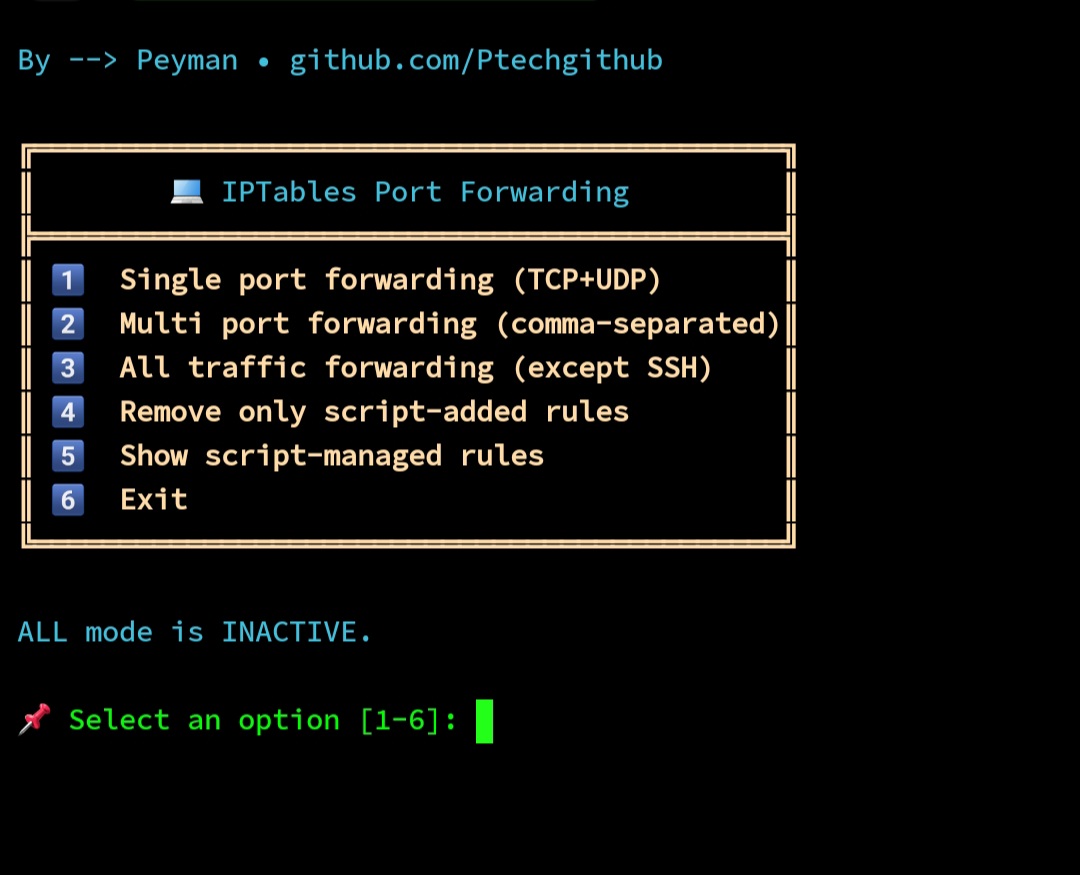 By --> Peyman • github.com/Ptechgithub
💻 IPTables Port Forwarding
1 Single port forwarding (TCP+UDP)
2 Multi port forwarding (comma-separated)
3 All traffic forwarding (except SSH)
4 Remove only script-added rules
5 Show script-managed rules
6 Exit
ALL mode is INACTIVE.
📌 Select an option [1-6]: